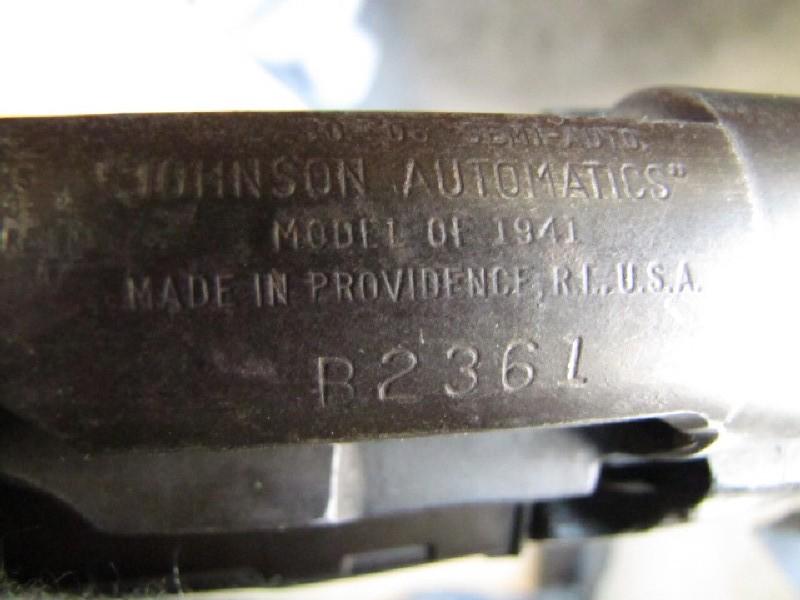 30-06 SEMI-AUTO.
"JOHNSON AUTOMATICS"
MODEL OF 1941
MADE IN PROVIDENCE, R.I., U.S.A.
B2361